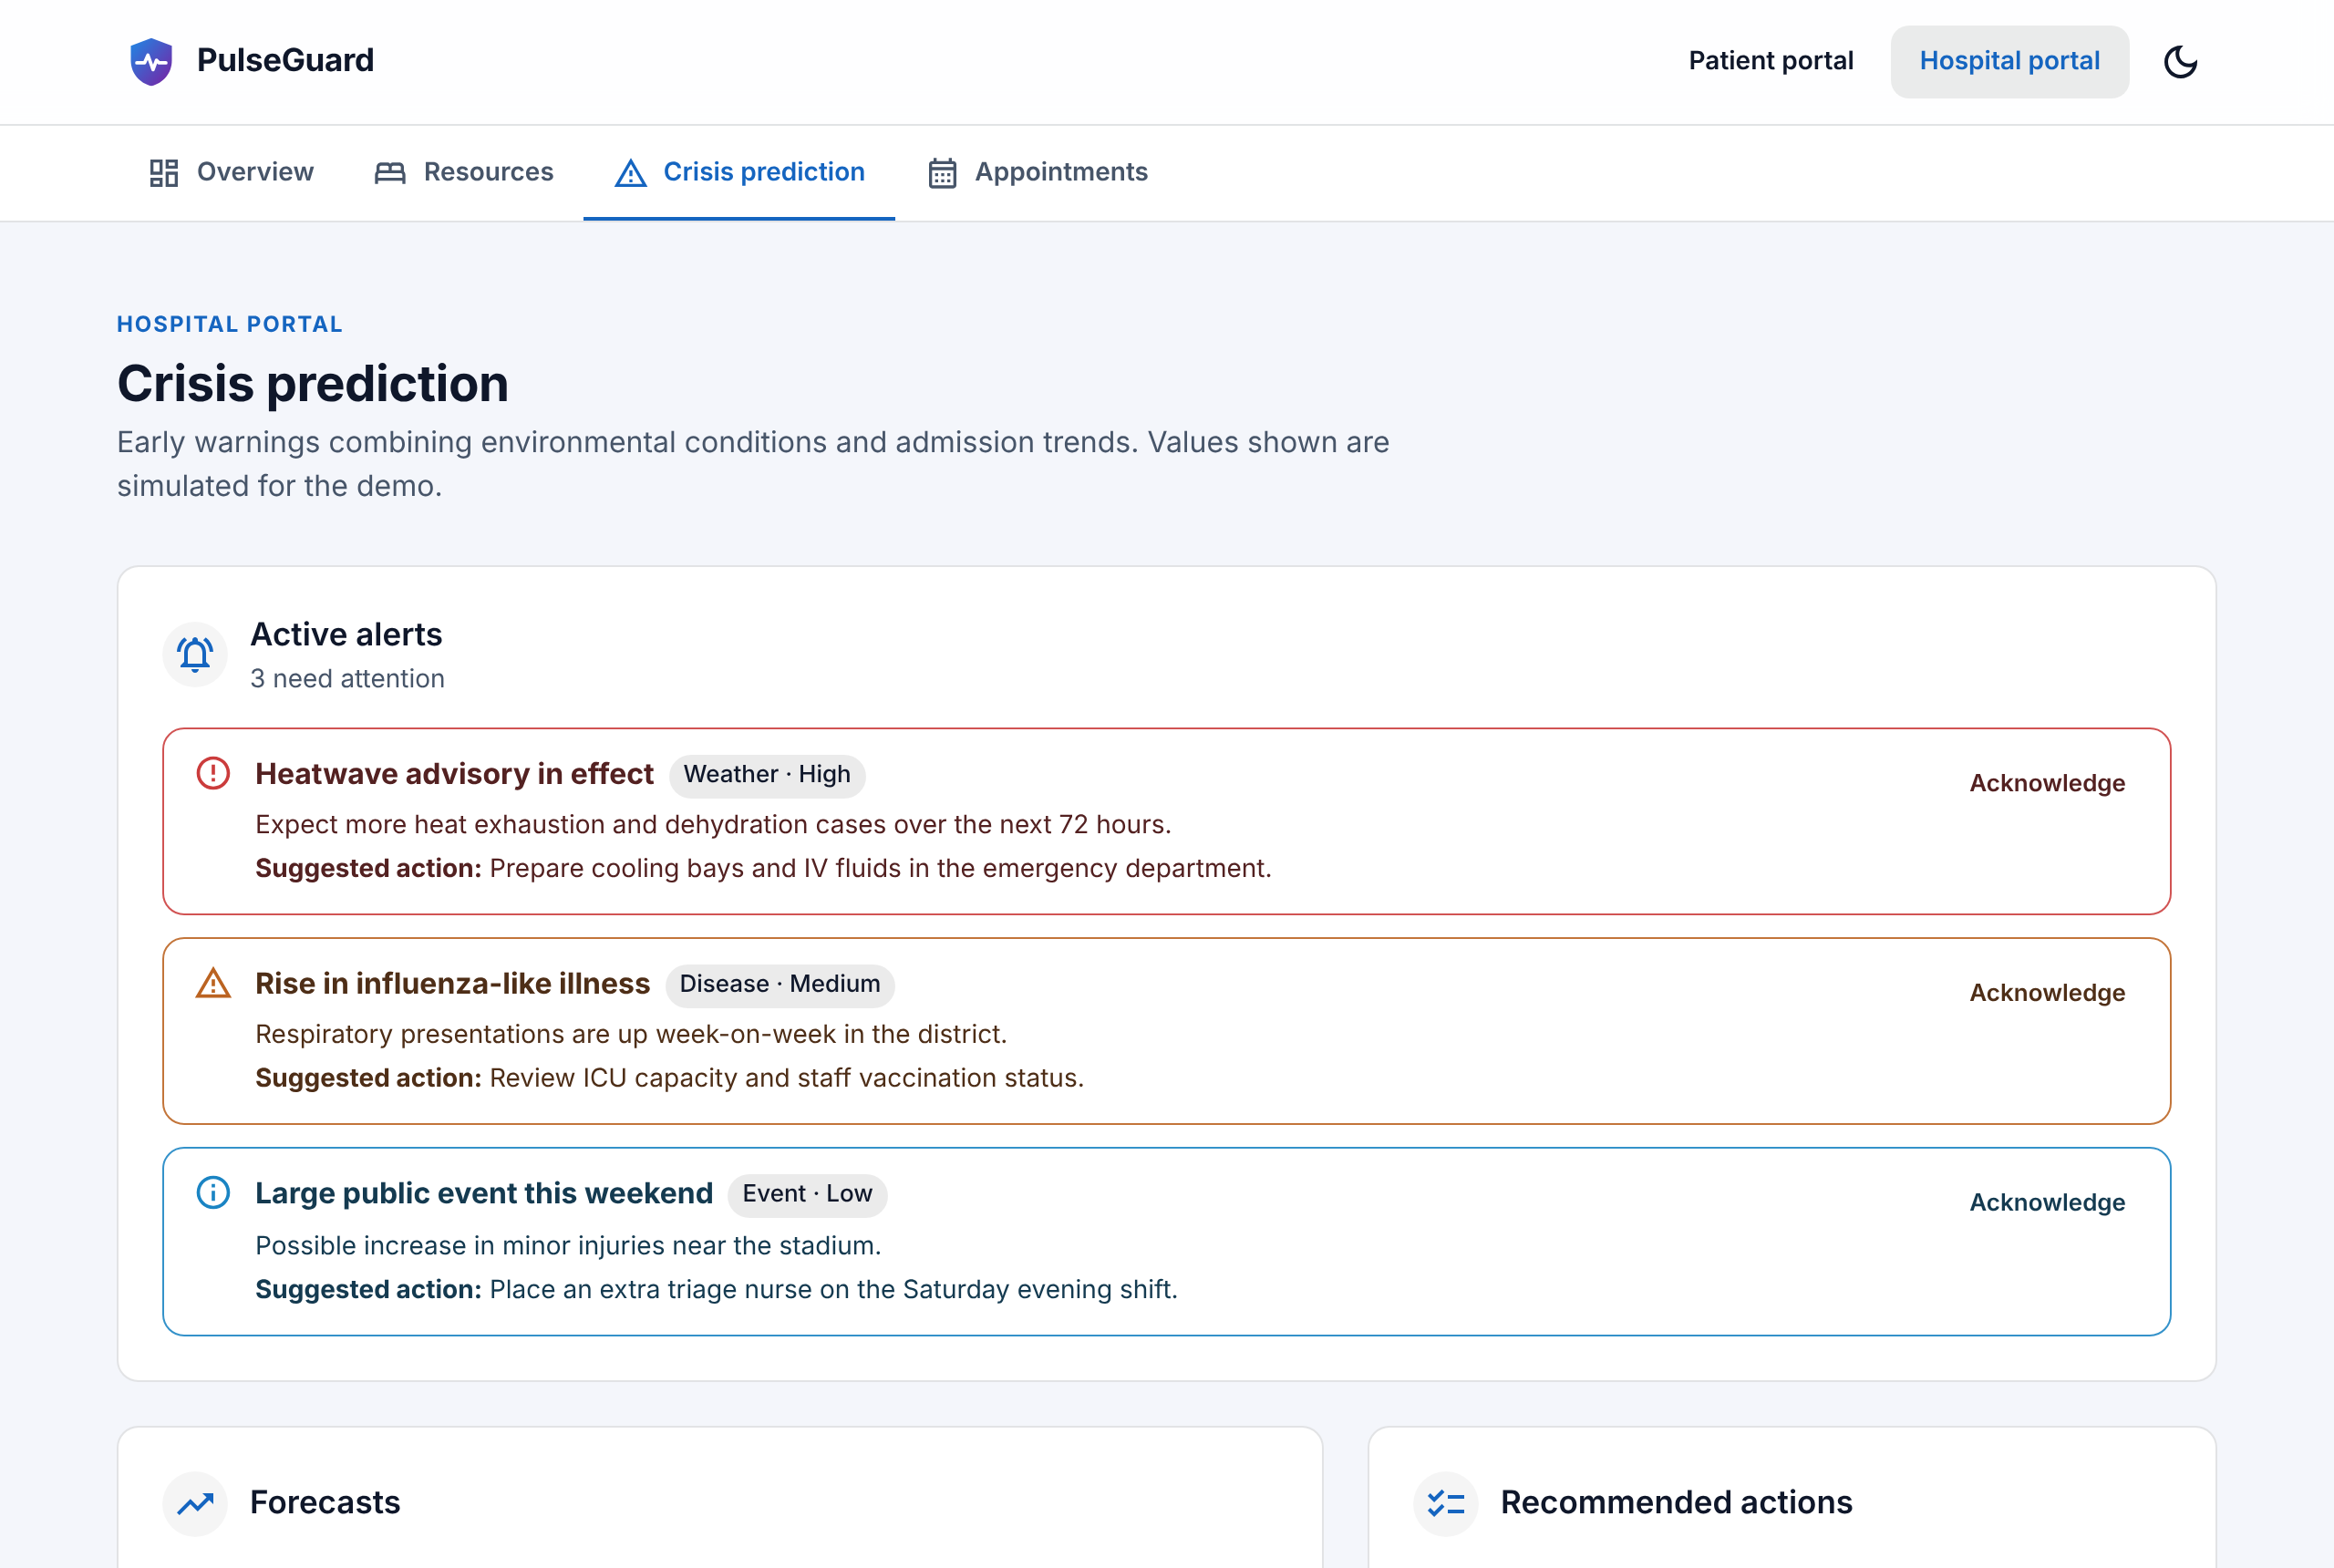 PulseGuard
Patient portal
Hospital portal
Overview
Resources
Crisis prediction
Appointments
HOSPITAL PORTAL
Crisis prediction
Early warnings combining environmental conditions and admission trends. Values shown are
simulated for the demo.
Active alerts
3 need attention
Heatwave advisory in effect
Weather · High
Acknowledge
Expect more heat exhaustion and dehydration cases over the next 72 hours.
Suggested action: Prepare cooling bays and IV fluids in the emergency department.
Rise in influenza-like illness
Disease · Medium
Acknowledge
Respiratory presentations are up week-on-week in the district.
Suggested action: Review ICU capacity and staff vaccination status.
Large public event this weekend
Event · Low
Acknowledge
Possible increase in minor injuries near the stadium.
Suggested action: Place an extra triage nurse on the Saturday evening shift.
Forecasts
Recommended actions